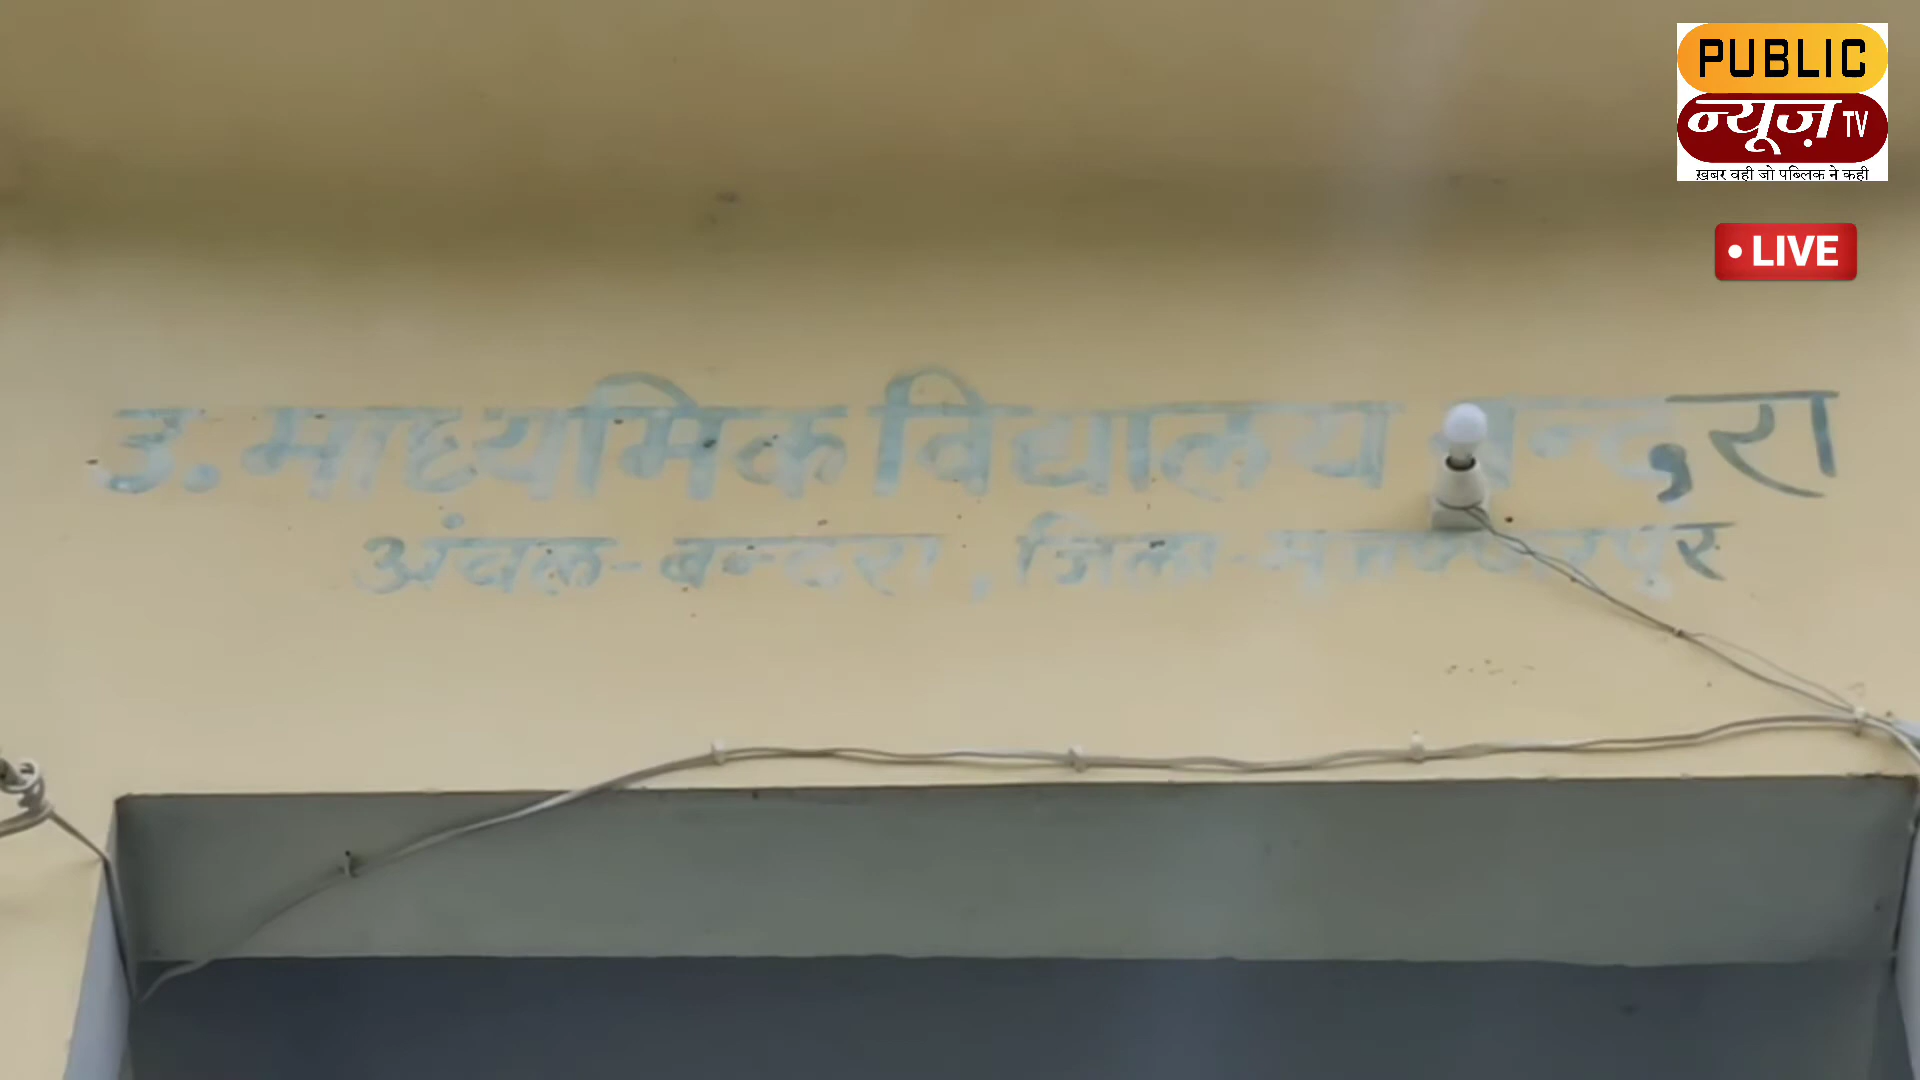 PUBLIC
न्यूज़ TV
ख़बर वही जो पब्लिक ने कही
• LIVE
उ. माध्यमिक विद्यालय बन्दरा
अंचल-बन्दरा, जिला-मुजफ्फरपुर